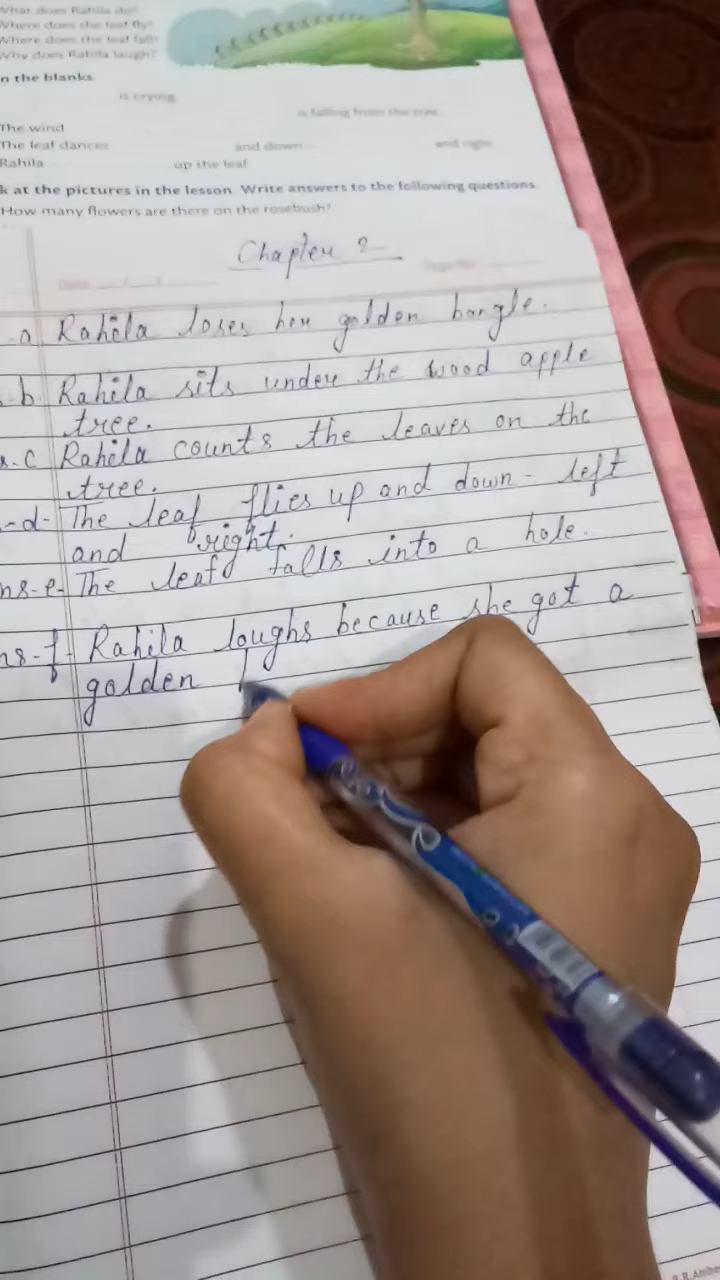 What does Rahila do?
Where does the leaf fly?
Where does the leaf fall?
Why does Rahila laugh?
n the blanks.
is crying.
is falling from the tree.
The wind
The leaf dances and down and right
Rahila up the leaf
k at the pictures in the lesson. Write answers to the following questions.
How many flowers are there on the rosebush?
Chapter 2
Date
Page No
a Rahila loses her golden bangle.
b. Rahila sits under the wood apple
tree.
s.c Rahila counts the leaves on the
tree.
-d- The leaf flies up and down - left
and right.
ns-e- The leaf falls into a hole.
ns-f- Rahila loughs because she got a
golden